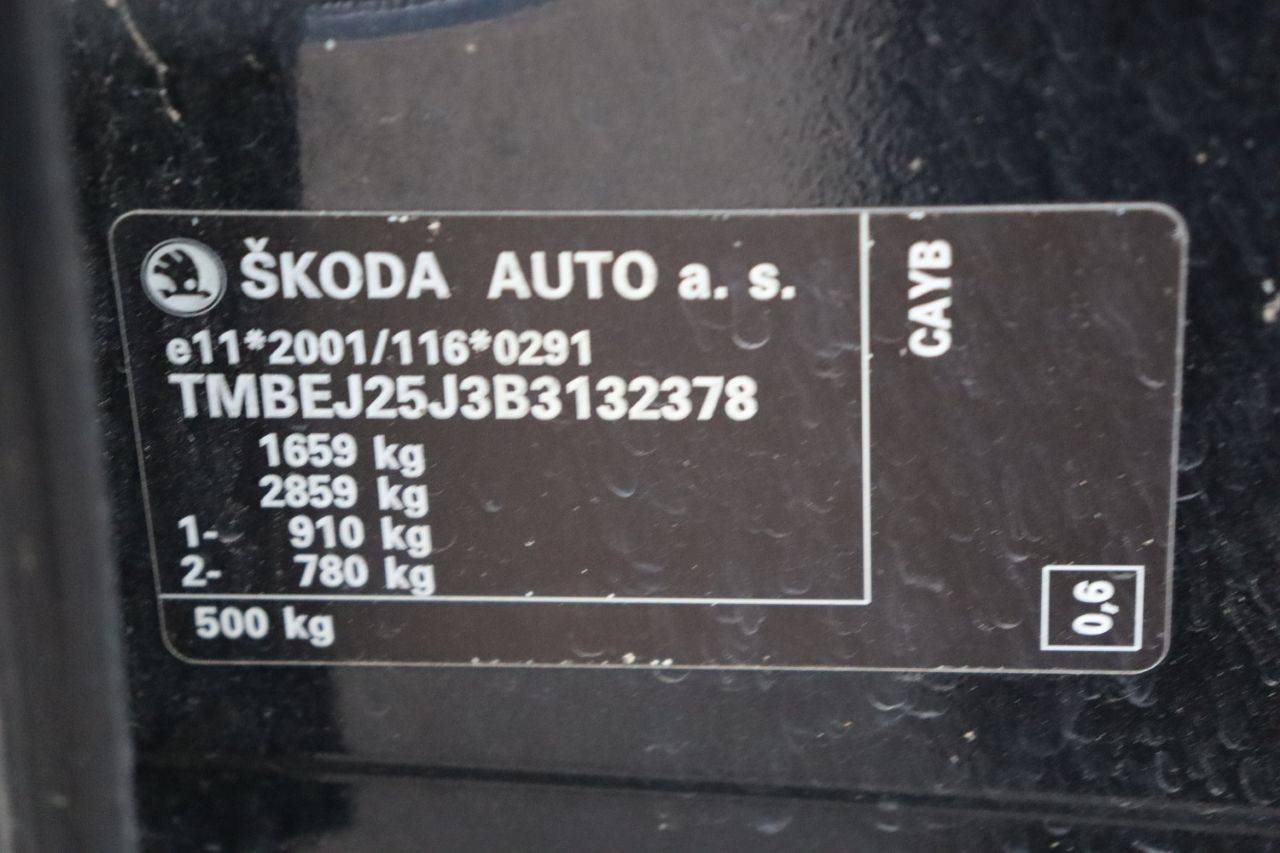 ŠKODA AUTO a. s.
e11*2001/116*0291
TMBEJ25J3B3132378
1659 kg
2859 kg
1- 910 kg
2- 780 kg
500 kg
CAYB
0,6